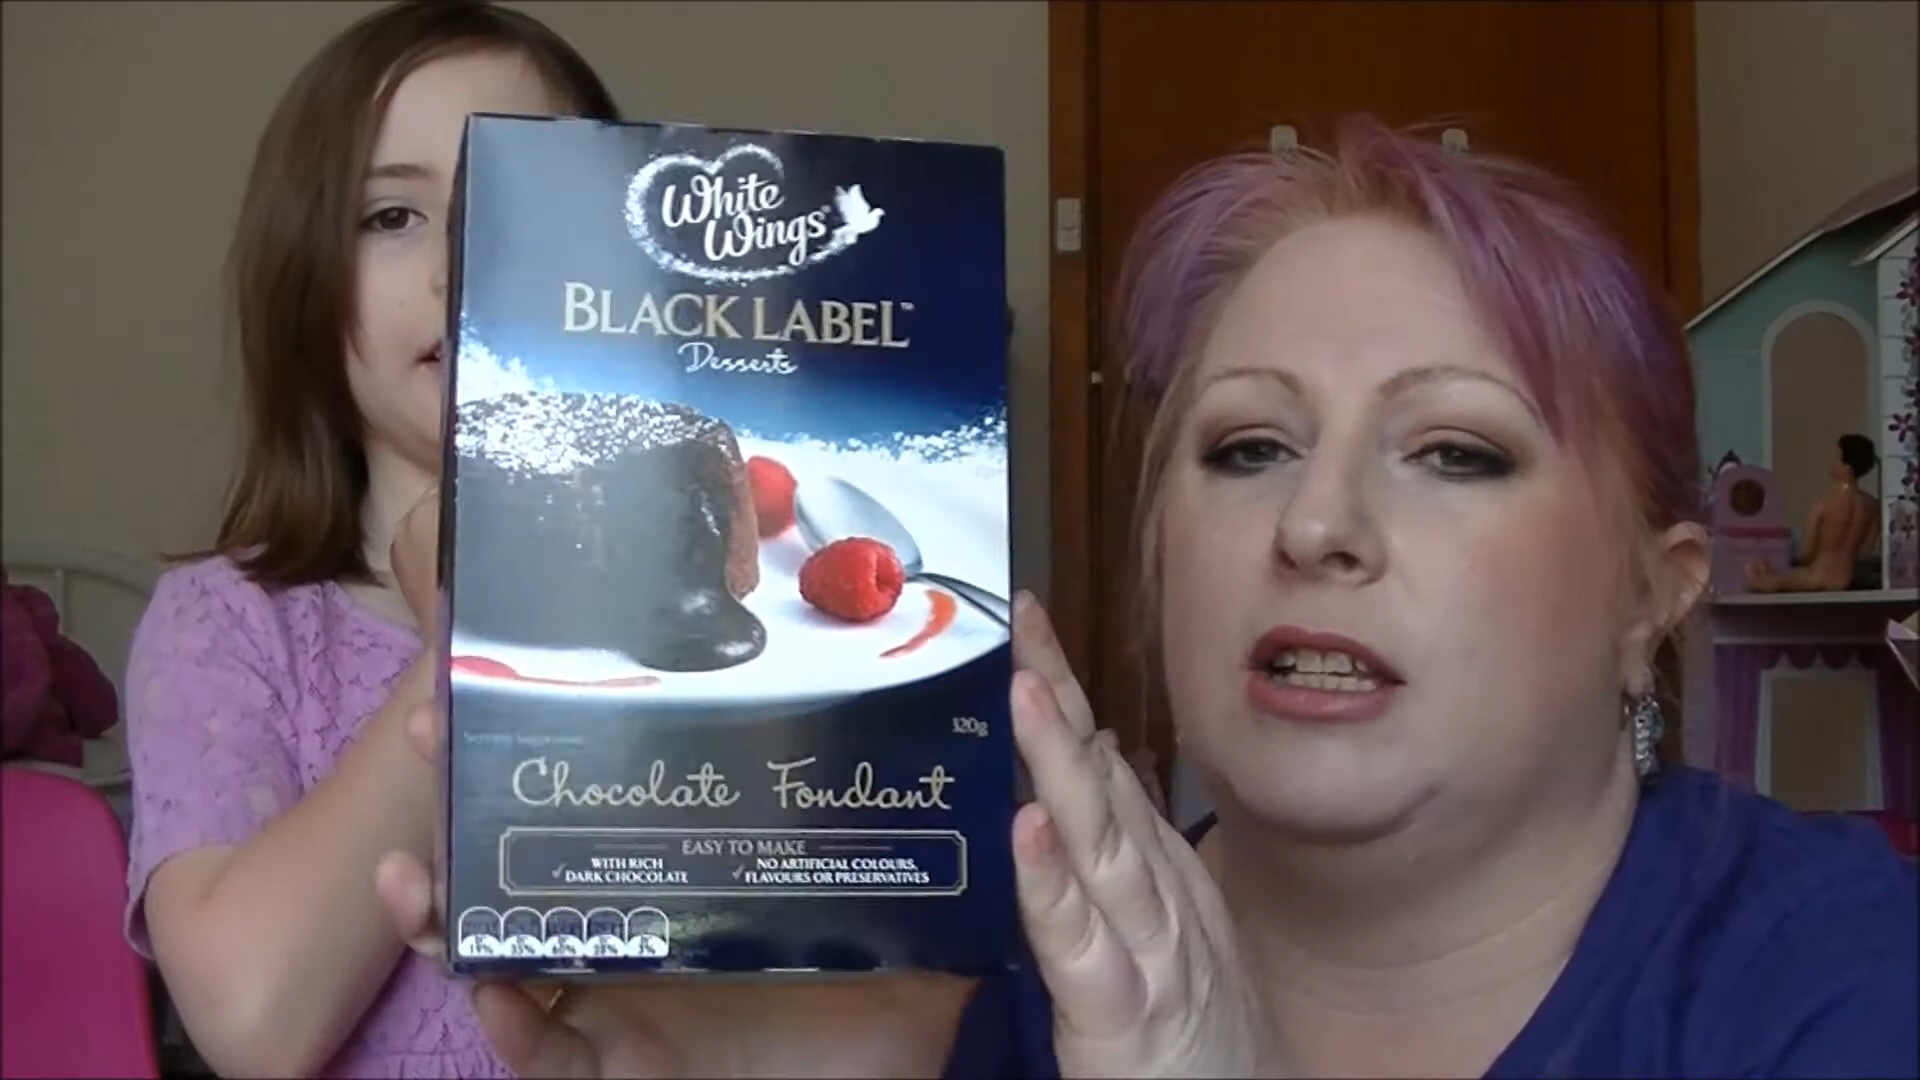 White
Wings
BLACK LABEL™
Desserts
320g
Chocolate Fondant
EASY TO MAKE
✓ WITH RICH
DARK CHOCOLATE
✓ NO ARTIFICIAL COLOURS,
FLAVOURS OR PRESERVATIVES